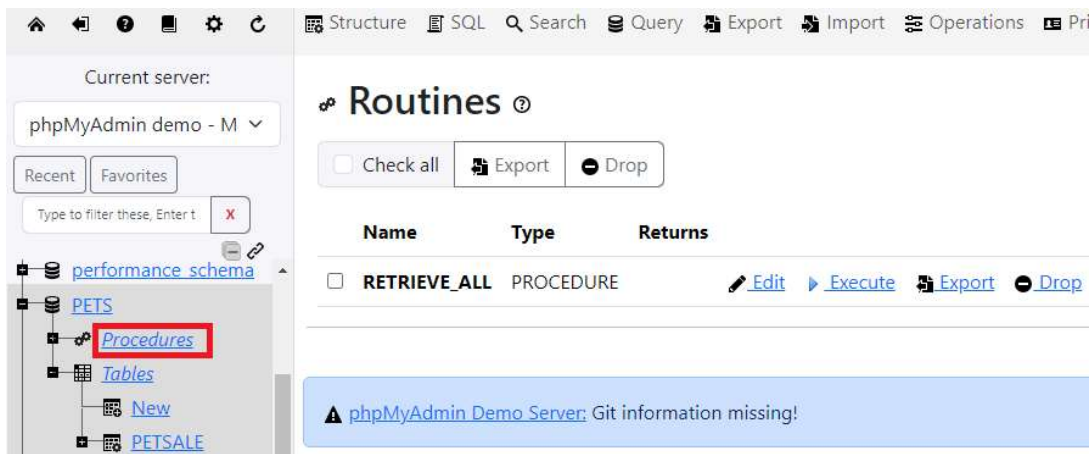 Structure SQL Search Query Export Import Operations Pri
Current server:
phpMyAdmin demo - M
Recent Favorites
Type to filter these, Enter t X
performance_schema
PETS
Procedures
Tables
New
PETSALE
Routines
Check all Export Drop
Name Type Returns
RETRIEVE_ALL PROCEDURE Edit Execute Export Drop
phpMyAdmin Demo Server: Git information missing!